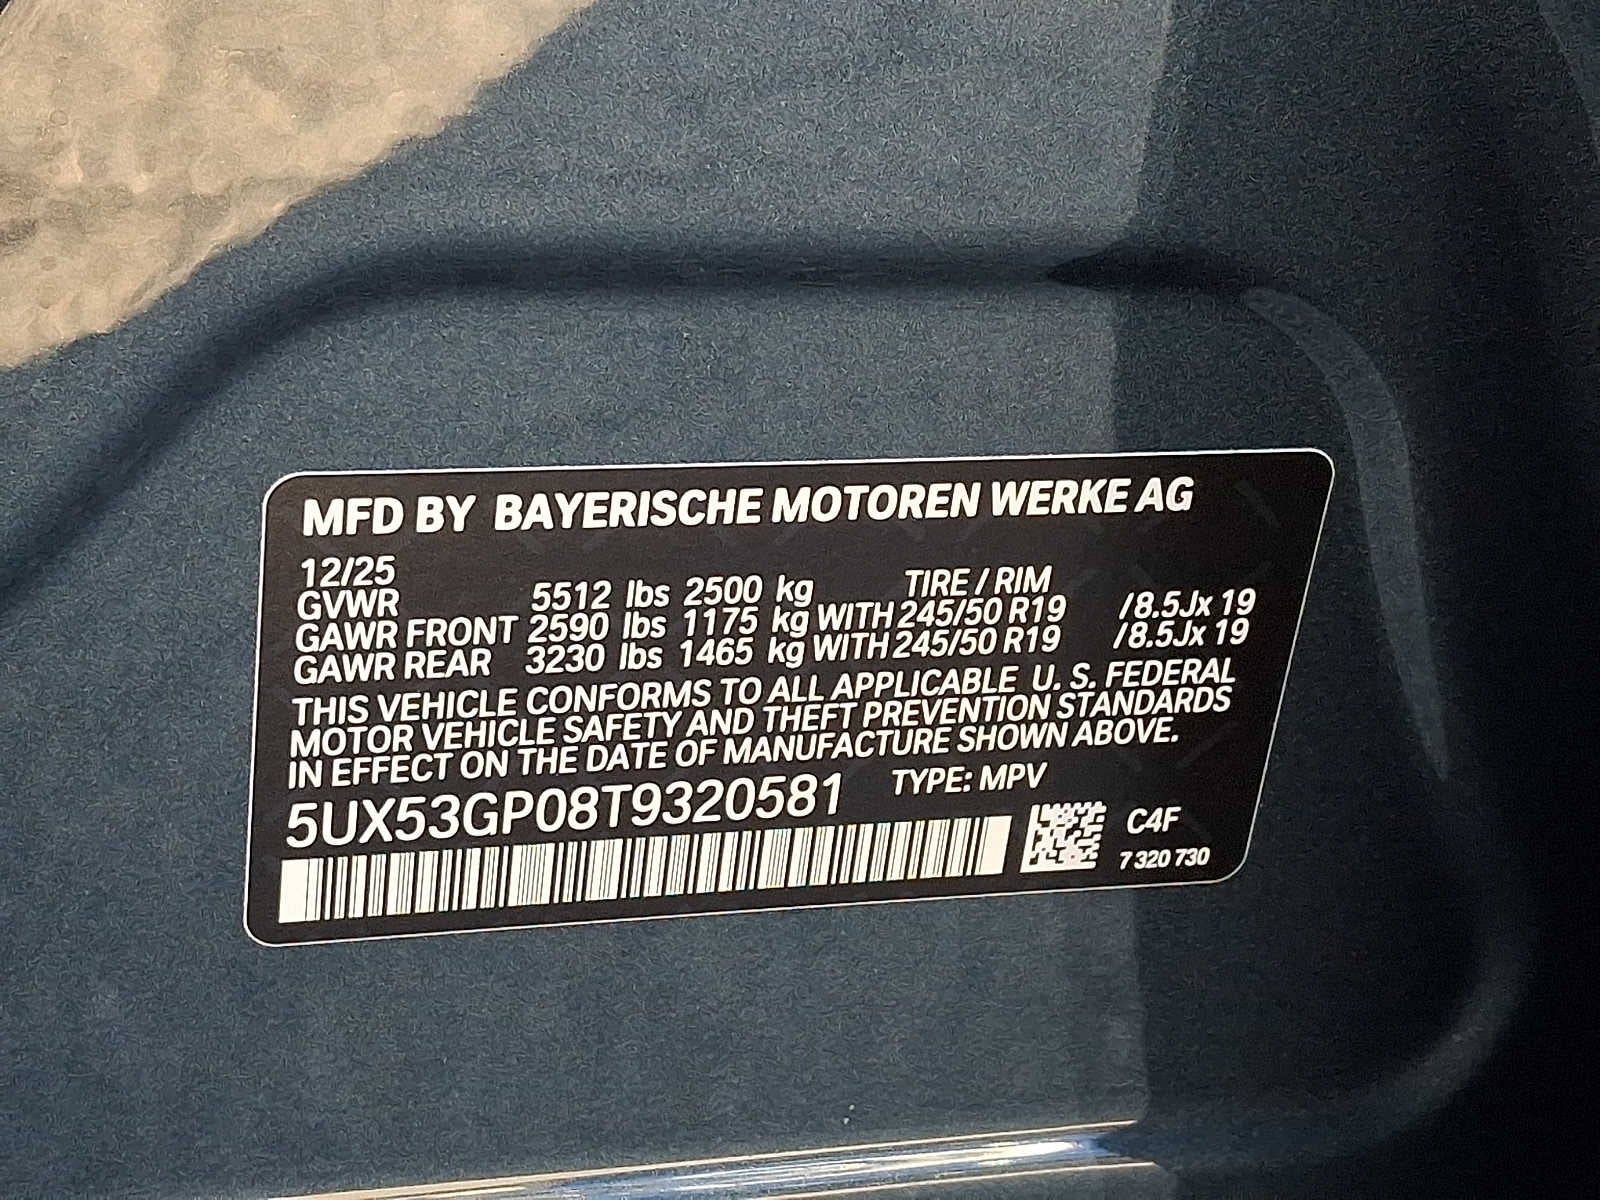 MFD BY BAYERISCHE MOTOREN WERKE AG
12/25
GVWR 5512 lbs 2500 kg TIRE / RIM
GAWR FRONT 2590 lbs 1175 kg WITH 245/50 R19 /8.5Jx 19
GAWR REAR 3230 lbs 1465 kg WITH 245/50 R19 /8.5Jx 19
THIS VEHICLE CONFORMS TO ALL APPLICABLE U. S. FEDERAL
MOTOR VEHICLE SAFETY AND THEFT PREVENTION STANDARDS
IN EFFECT ON THE DATE OF MANUFACTURE SHOWN ABOVE.
5UX53GP08T9320581 TYPE: MPV
C4F
7 320 730